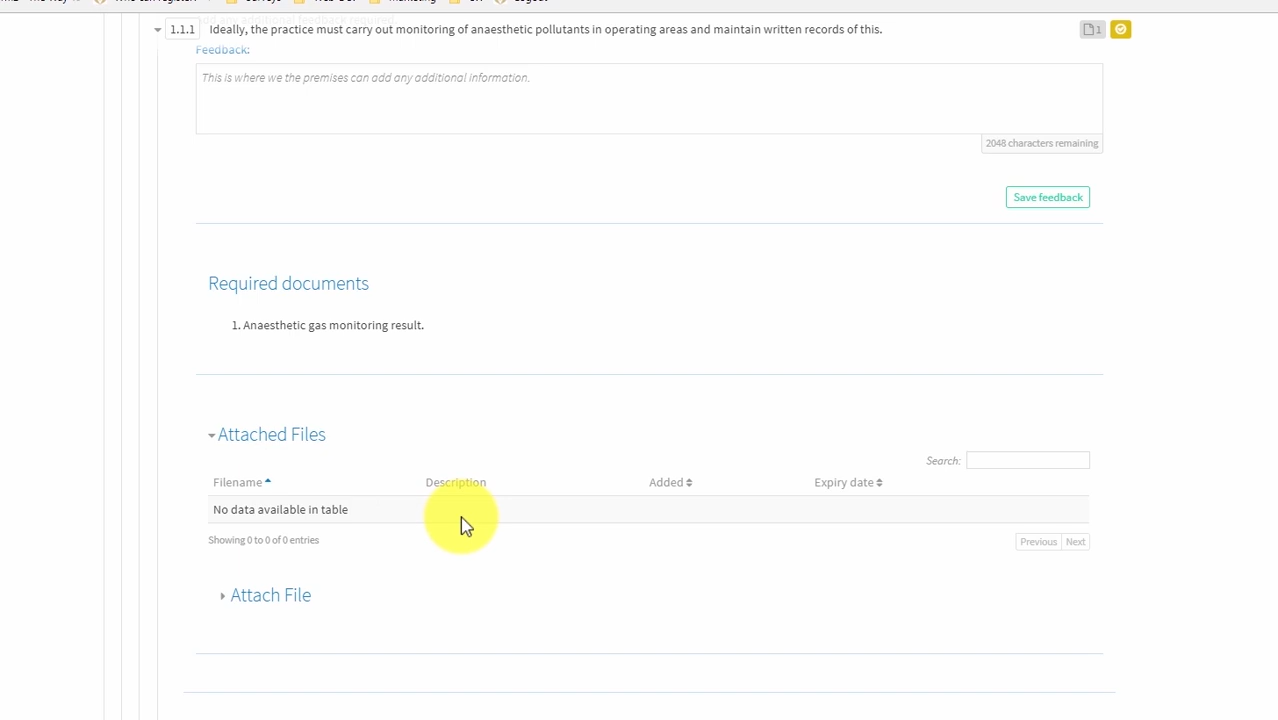 1.1.1 Ideally, the practice must carry out monitoring of anaesthetic pollutants in operating areas and maintain written records of this. 1
Feedback:
This is where we the premises can add any additional information.
2048 characters remaining
Save feedback
Required documents
1. Anaesthetic gas monitoring result.
Attached Files
Search:
Filename Description Added Expiry date
No data available in table
Showing 0 to 0 of 0 entries
Previous Next
Attach File